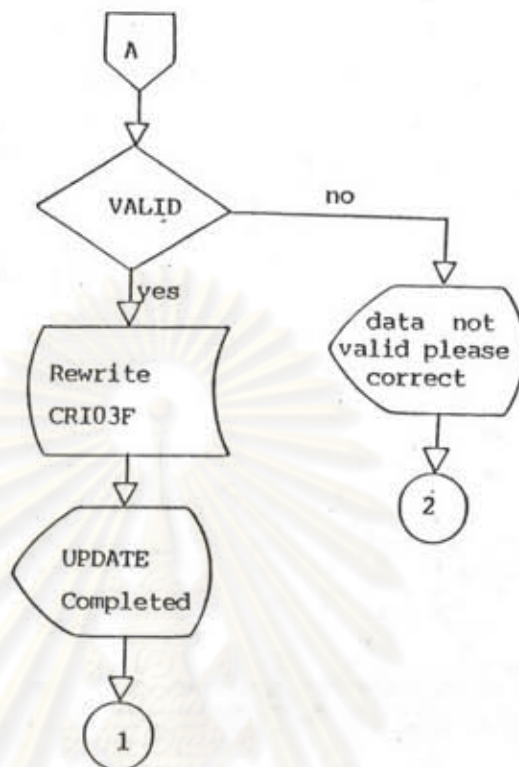 A
VALID
no
yes
data not
valid please
correct
Rewrite
CRI03F
2
UPDATE
Completed
1